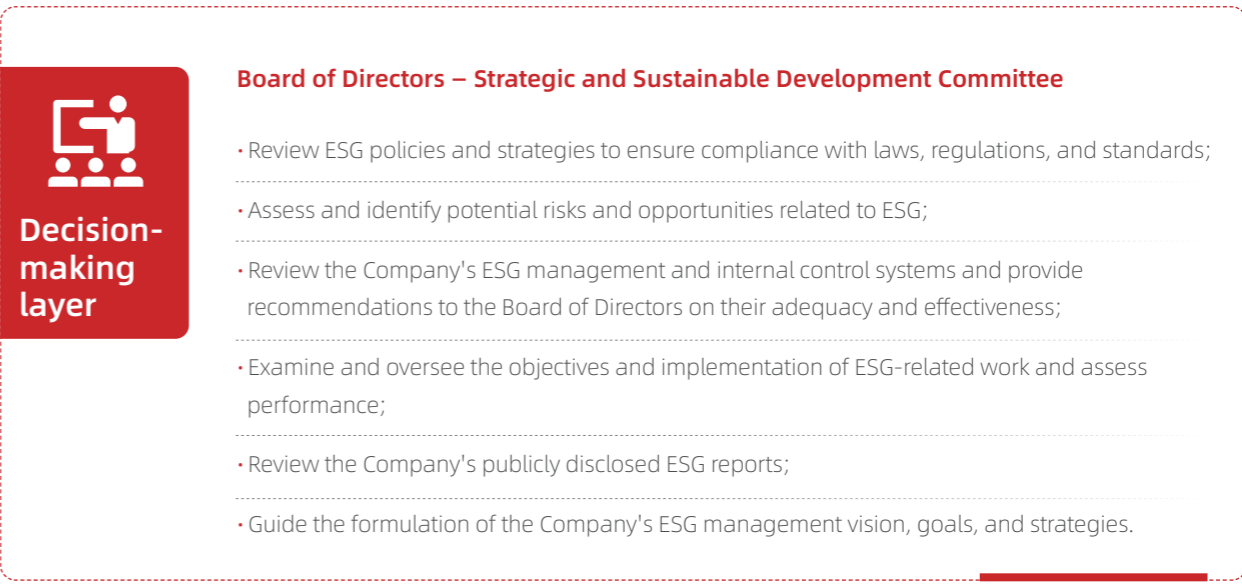 Decision-
making
layer
Board of Directors – Strategic and Sustainable Development Committee
· Review ESG policies and strategies to ensure compliance with laws, regulations, and standards;
· Assess and identify potential risks and opportunities related to ESG;
· Review the Company's ESG management and internal control systems and provide
recommendations to the Board of Directors on their adequacy and effectiveness;
· Examine and oversee the objectives and implementation of ESG-related work and assess
performance;
· Review the Company's publicly disclosed ESG reports;
· Guide the formulation of the Company's ESG management vision, goals, and strategies.